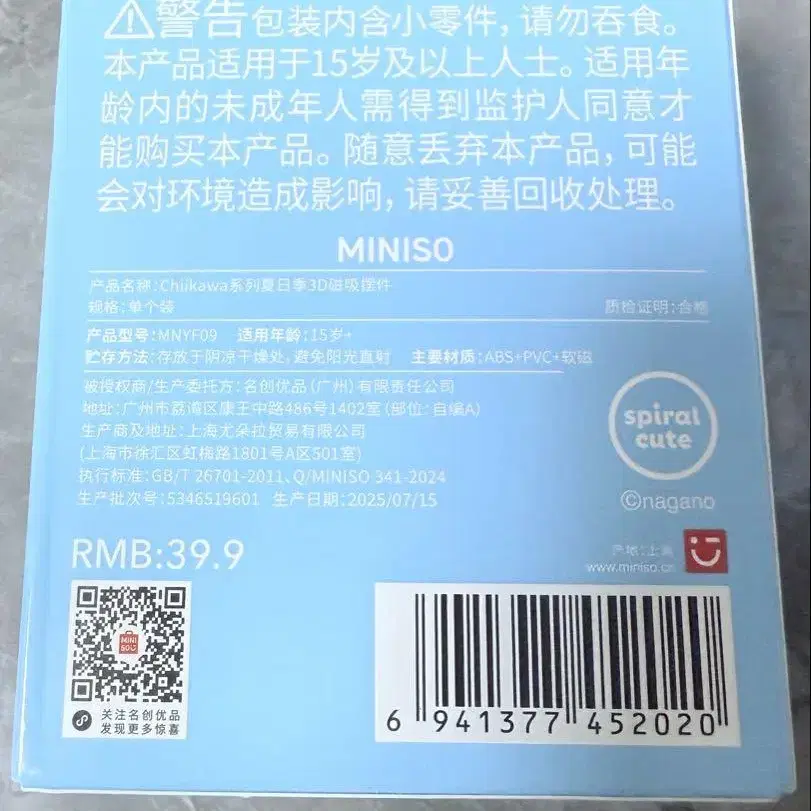 警告 包装内含小零件,请勿吞食。
本产品适用于15岁及以上人士。适用年
龄内的未成年人需得到监护人同意才
能购买本产品。随意丢弃本产品,可能
会对环境造成影响,请妥善回收处理。
MINISO
产品名称:Chiikawa系列夏日季3D磁吸摆件
规格:单个装
质检证明:合格
产品型号:MNYF09 适用年龄:15岁+
贮存方法:存放于阴凉干燥处,避免阳光直射 主要材质:ABS+PVC+软磁
被授权商/生产委托方:名创优品(广州)有限责任公司
地址:广州市荔湾区康王中路486号1402室(部位:自编A)
生产商及地址:上海尤朵拉贸易有限公司
(上海市徐汇区虹梅路1801号A区501室)
执行标准:GB/T 26701-2011、Q/MINISO 341-2024
生产批次号:5346519601 生产日期:2025/07/15
spiral
cute
©nagano
RMB:39.9
产地:上海
www.miniso.cn
MINI
SO
关注名创优品
发现更多惊喜
6 941377 452020